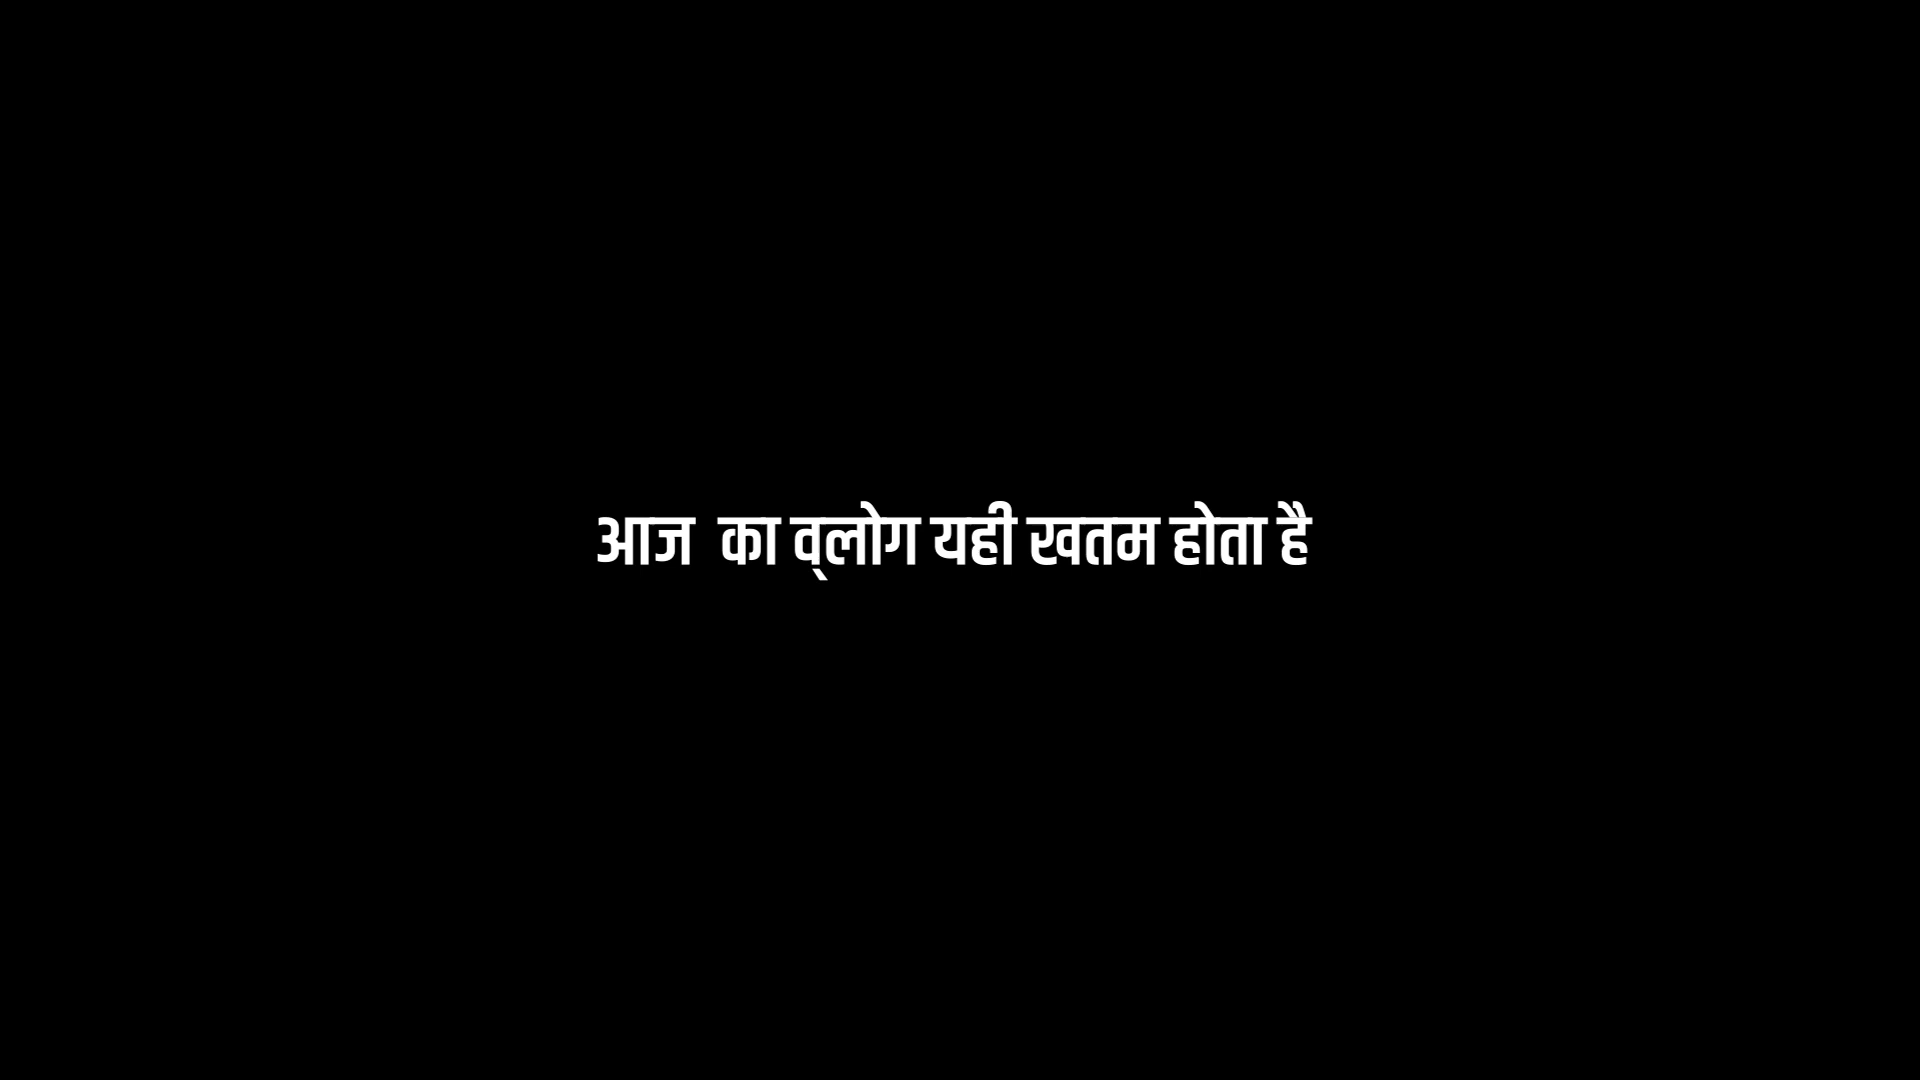 आज  का व्‌लोग यही खतम होता है